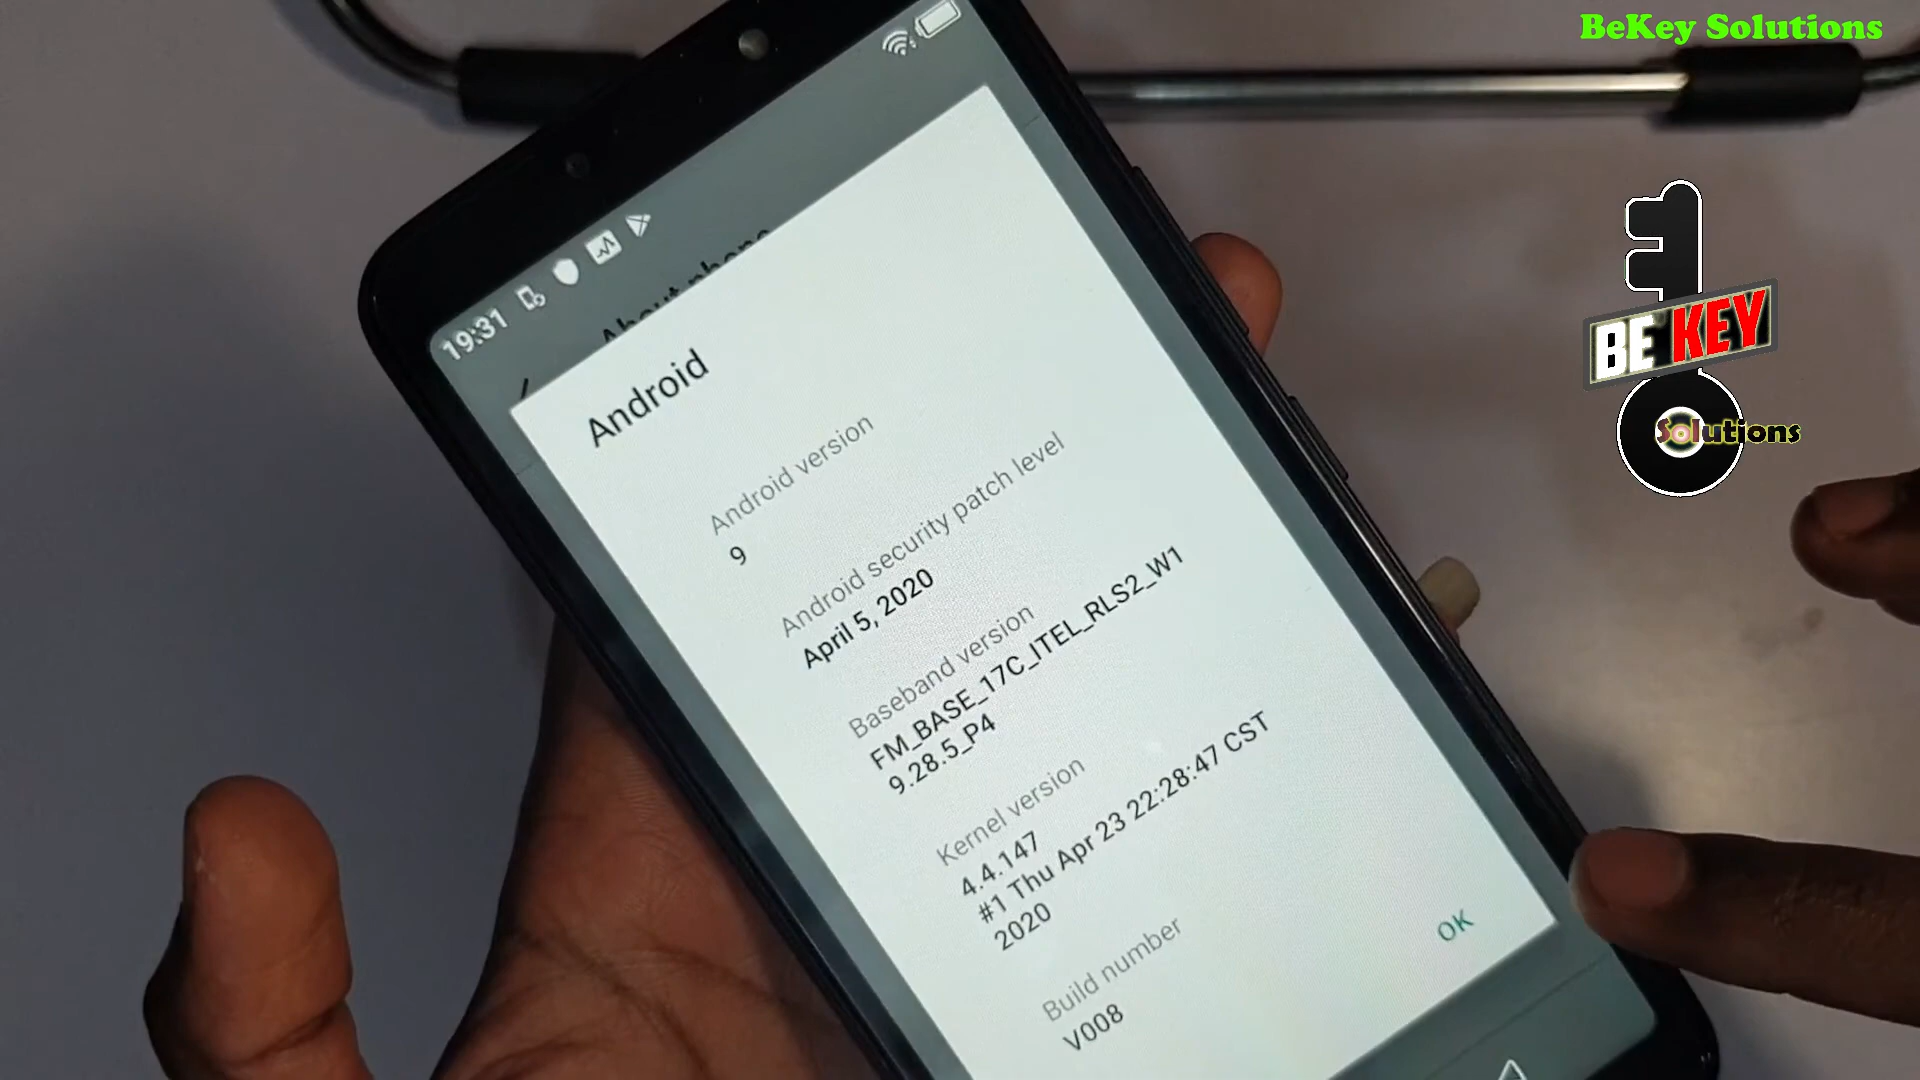 BeKey Solutions
BE KEY
Solutions
19:31
About phone
Android
Android version
9
Android security patch level
April 5, 2020
Baseband version
FM_BASE_17C_ITEL_RLS2_W1
9.28.5_P4
Kernel version
4.4.147
#1 Thu Apr 23 22:28:47 CST
2020
Build number
V008
OK